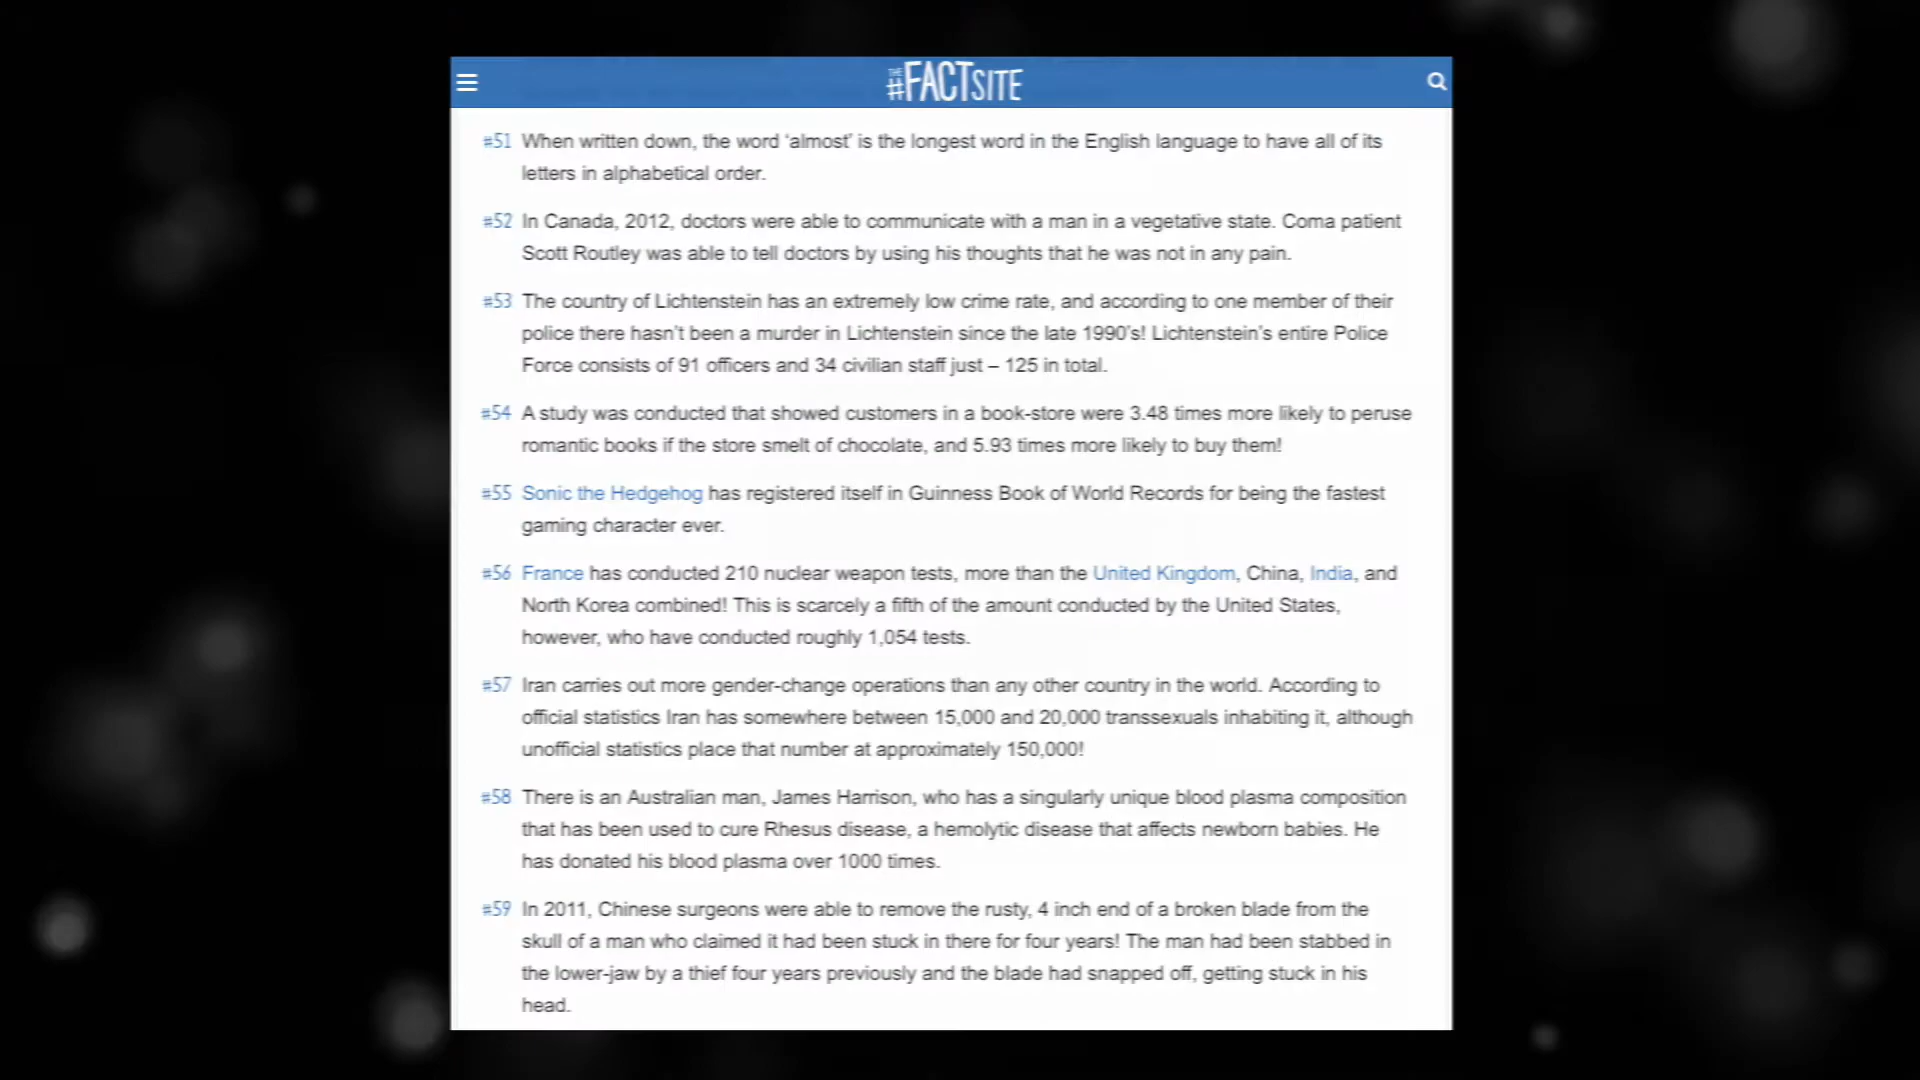 THE
#FACTSITE
#51 When written down, the word ‘almost’ is the longest word in the English language to have all of its
letters in alphabetical order.
#52 In Canada, 2012, doctors were able to communicate with a man in a vegetative state. Coma patient
Scott Routley was able to tell doctors by using his thoughts that he was not in any pain.
#53 The country of Lichtenstein has an extremely low crime rate, and according to one member of their
police there hasn’t been a murder in Lichtenstein since the late 1990’s! Lichtenstein’s entire Police
Force consists of 91 officers and 34 civilian staff just – 125 in total.
#54 A study was conducted that showed customers in a book-store were 3.48 times more likely to peruse
romantic books if the store smelt of chocolate, and 5.93 times more likely to buy them!
#55 Sonic the Hedgehog has registered itself in Guinness Book of World Records for being the fastest
gaming character ever.
#56 France has conducted 210 nuclear weapon tests, more than the United Kingdom, China, India, and
North Korea combined! This is scarcely a fifth of the amount conducted by the United States,
however, who have conducted roughly 1,054 tests.
#57 Iran carries out more gender-change operations than any other country in the world. According to
official statistics Iran has somewhere between 15,000 and 20,000 transsexuals inhabiting it, although
unofficial statistics place that number at approximately 150,000!
#58 There is an Australian man, James Harrison, who has a singularly unique blood plasma composition
that has been used to cure Rhesus disease, a hemolytic disease that affects newborn babies. He
has donated his blood plasma over 1000 times.
#59 In 2011, Chinese surgeons were able to remove the rusty, 4 inch end of a broken blade from the
skull of a man who claimed it had been stuck in there for four years! The man had been stabbed in
the lower-jaw by a thief four years previously and the blade had snapped off, getting stuck in his
head.